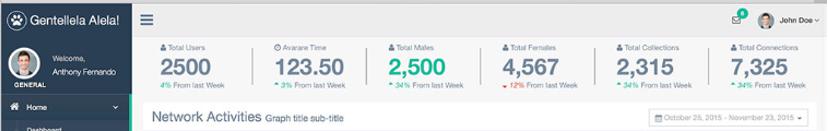 Gentellela Alela!
6
John Doe
Welcome,
Anthony Fernando
GENERAL
Home
Dashboard
Total Users
2500
4% From last Week
Avarare Time
123.50
3% From last Week
Total Males
2,500
34% From last Week
Total Females
4,567
12% From last Week
Total Collections
2,315
34% From last Week
Total Connections
7,325
34% From last Week
Network Activities Graph title sub-title
October 25, 2015 - November 23, 2015